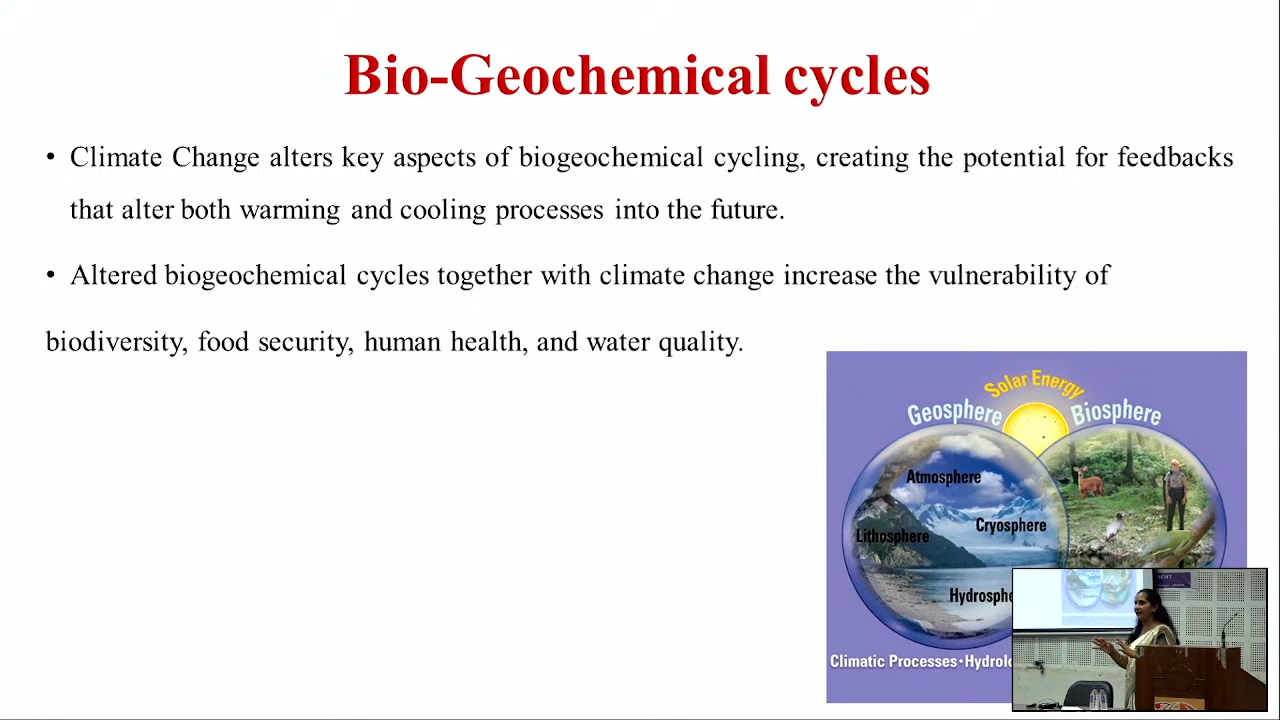 Bio-Geochemical cycles
• Climate Change alters key aspects of biogeochemical cycling, creating the potential for feedbacks
that alter both warming and cooling processes into the future.
• Altered biogeochemical cycles together with climate change increase the vulnerability of
biodiversity, food security, human health, and water quality.
Solar Energy
Geosphere
Biosphere
Atmosphere
Cryosphere
Lithosphere
Hydrosphe
Climatic Processes•Hydrolo